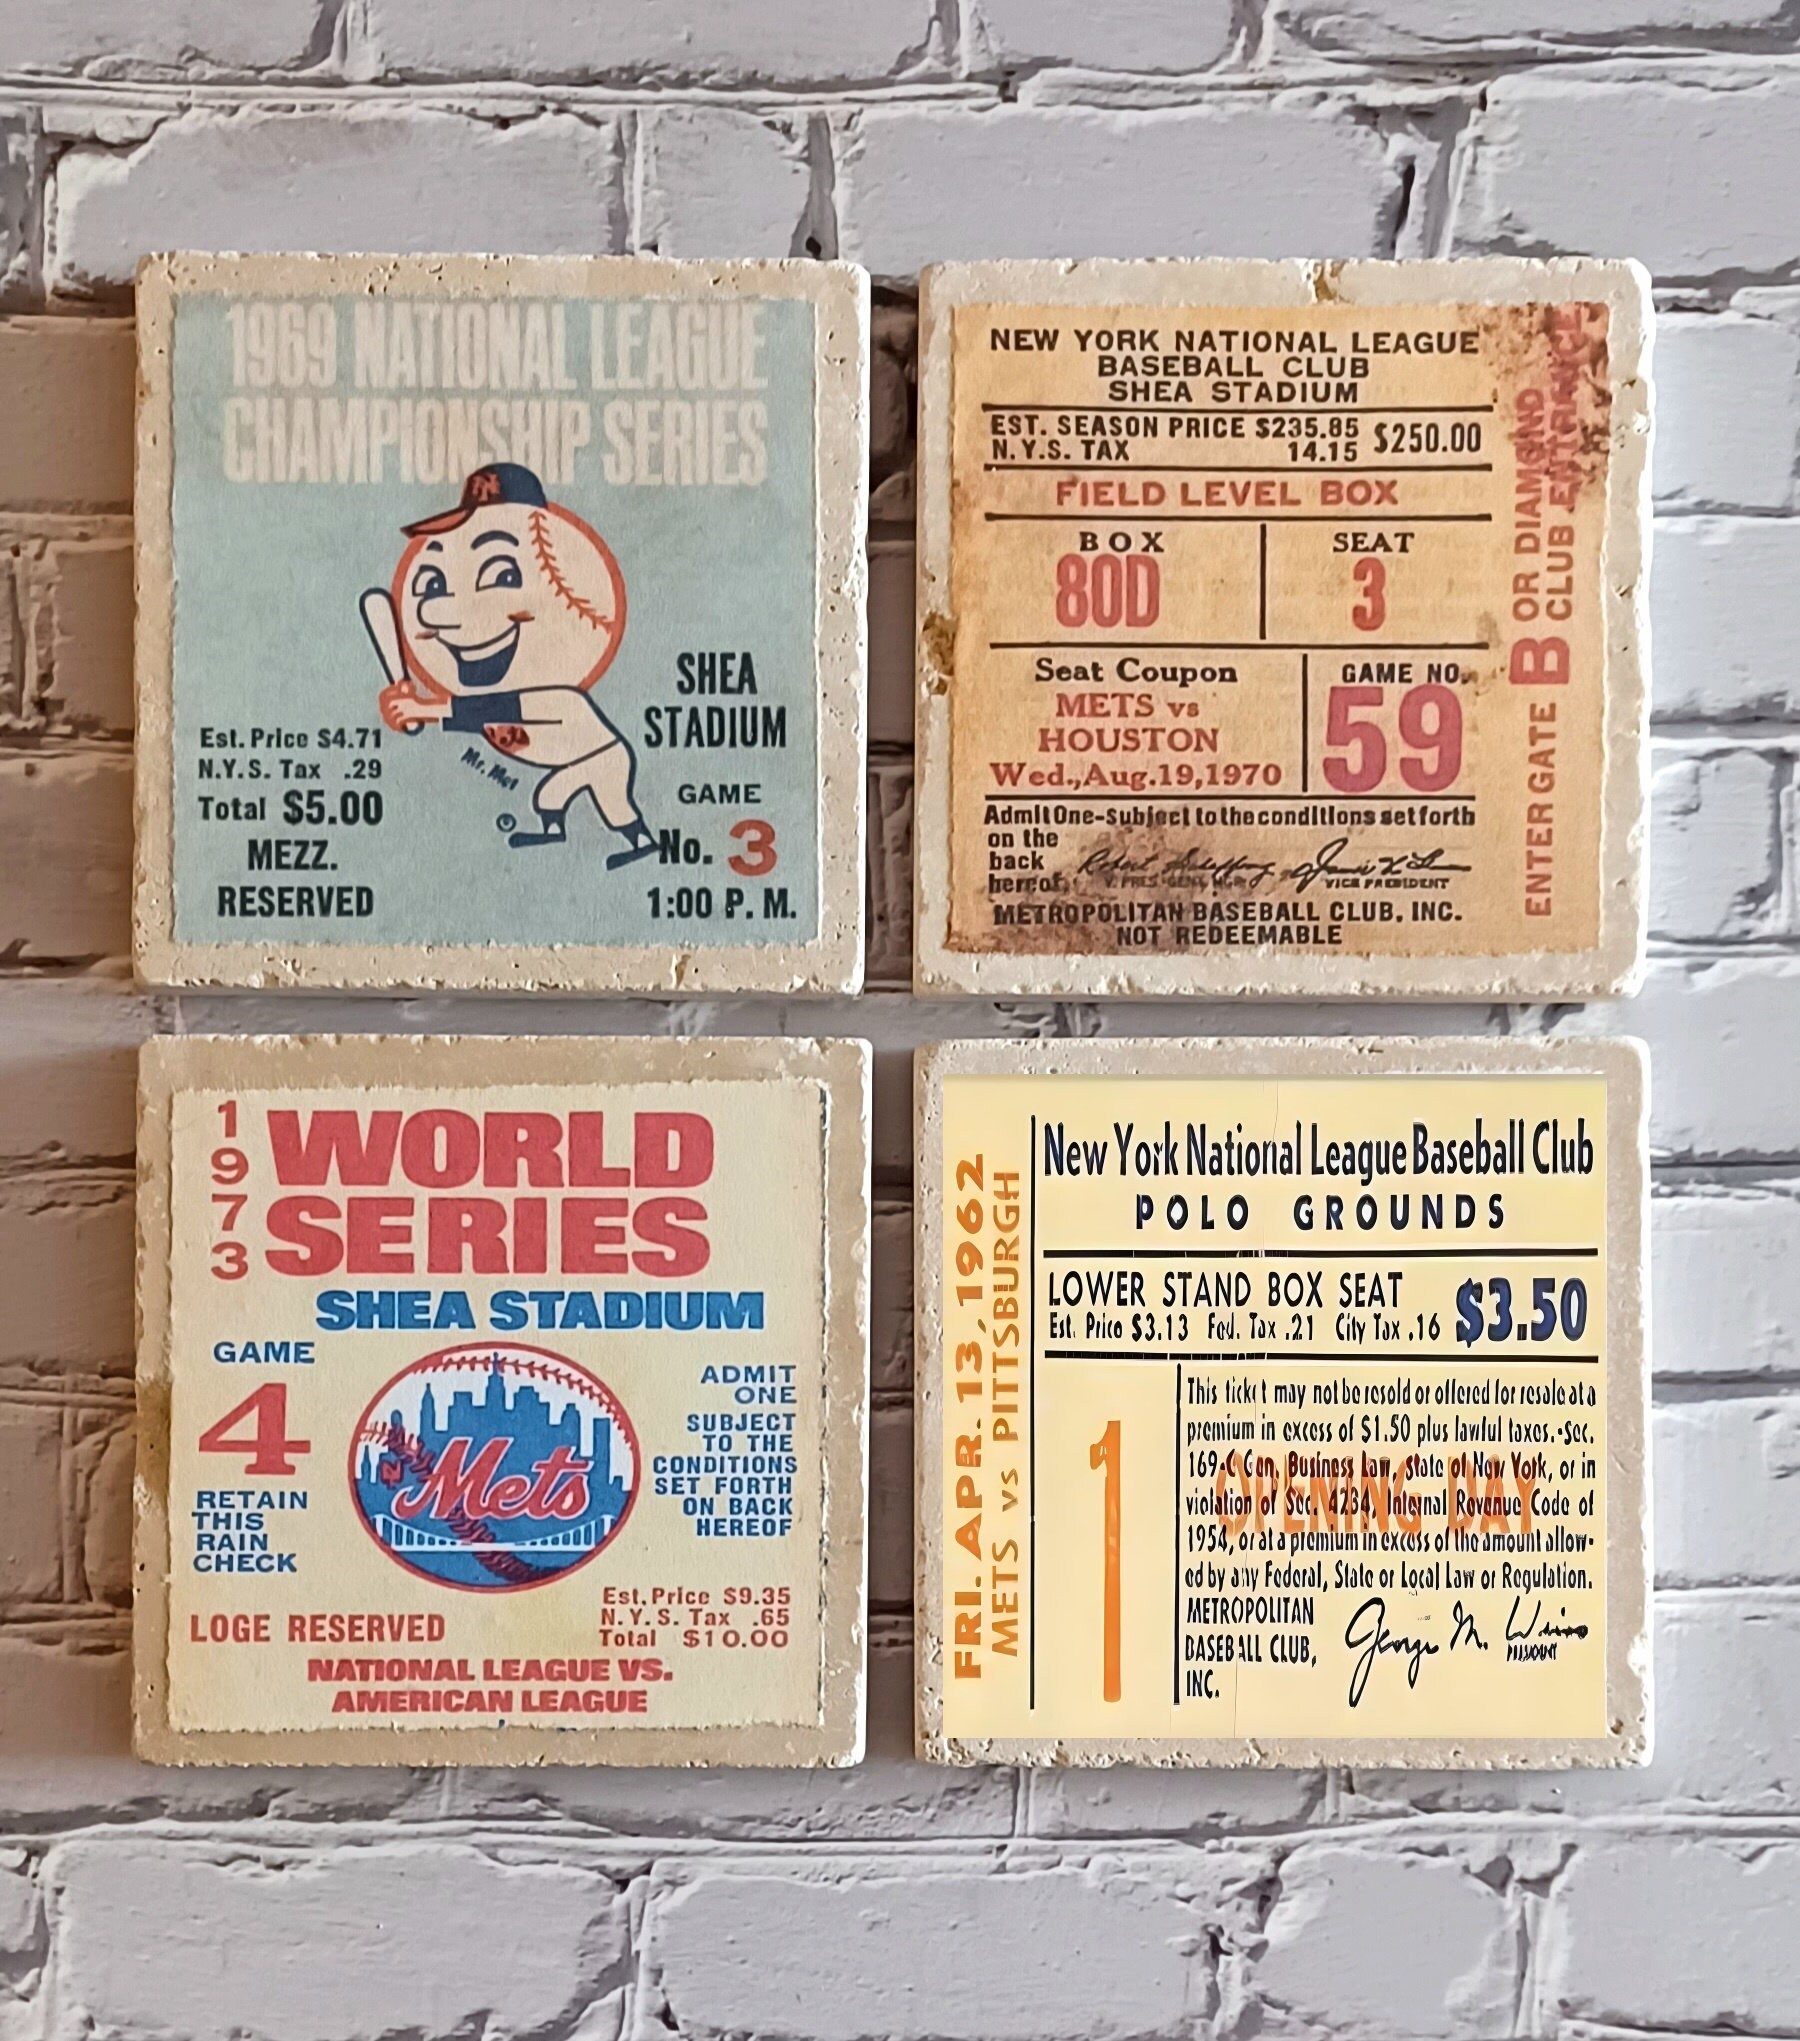 1969 NATIONAL LEAGUE
CHAMPIONSHIP SERIES
Mr. Met
SHEA
STADIUM
Est. Price $4.71
N.Y.S. Tax .29
Total $5.00
MEZZ.
RESERVED
GAME
No. 3
1:00 P. M.
NEW YORK NATIONAL LEAGUE
BASEBALL CLUB
SHEA STADIUM
EST. SEASON PRICE $235.85
N.Y.S. TAX 14.15
$250.00
FIELD LEVEL BOX
BOX
80D
SEAT
3
Seat Coupon
METS vs
HOUSTON
Wed.,Aug.19,1970
GAME NO.
59
Admit One-Subject to the conditions set forth
on the
back
hereof.
V. PRES. GENL. MGR.
VICE PRESIDENT
METROPOLITAN BASEBALL CLUB, INC.
NOT REDEEMABLE
ENTER GATE B OR DIAMOND
CLUB ENTRANCE
1973
WORLD
SERIES
SHEA STADIUM
GAME
4
RETAIN
THIS
RAIN
CHECK
NY
Mets
ADMIT
ONE
SUBJECT
TO THE
CONDITIONS
SET FORTH
ON BACK
HEREOF
LOGE RESERVED
Est. Price $9.35
N.Y.S. Tax .65
Total $10.00
NATIONAL LEAGUE VS.
AMERICAN LEAGUE
FRI. APR. 13, 1962
METS vs PITTSBURGH
New York National League Baseball Club
POLO GROUNDS
LOWER STAND BOX SEAT
Est. Price $3.13 Fed. Tax .21 City Tax .16
$3.50
1
This ticket may not be resold or offered for resale at a
premium in excess of $1.50 plus lawful taxes.-Sec.
169-C Gen. Business Law, State of New York, or in
violation of Sec. 4234, Internal Revenue Code of
1954, or at a premium in excess of the amount allow-
ed by any Federal, State or Local Law or Regulation.
OPENING DAY
METROPOLITAN
BASEBALL CLUB,
INC.
George M.
PRESIDENT